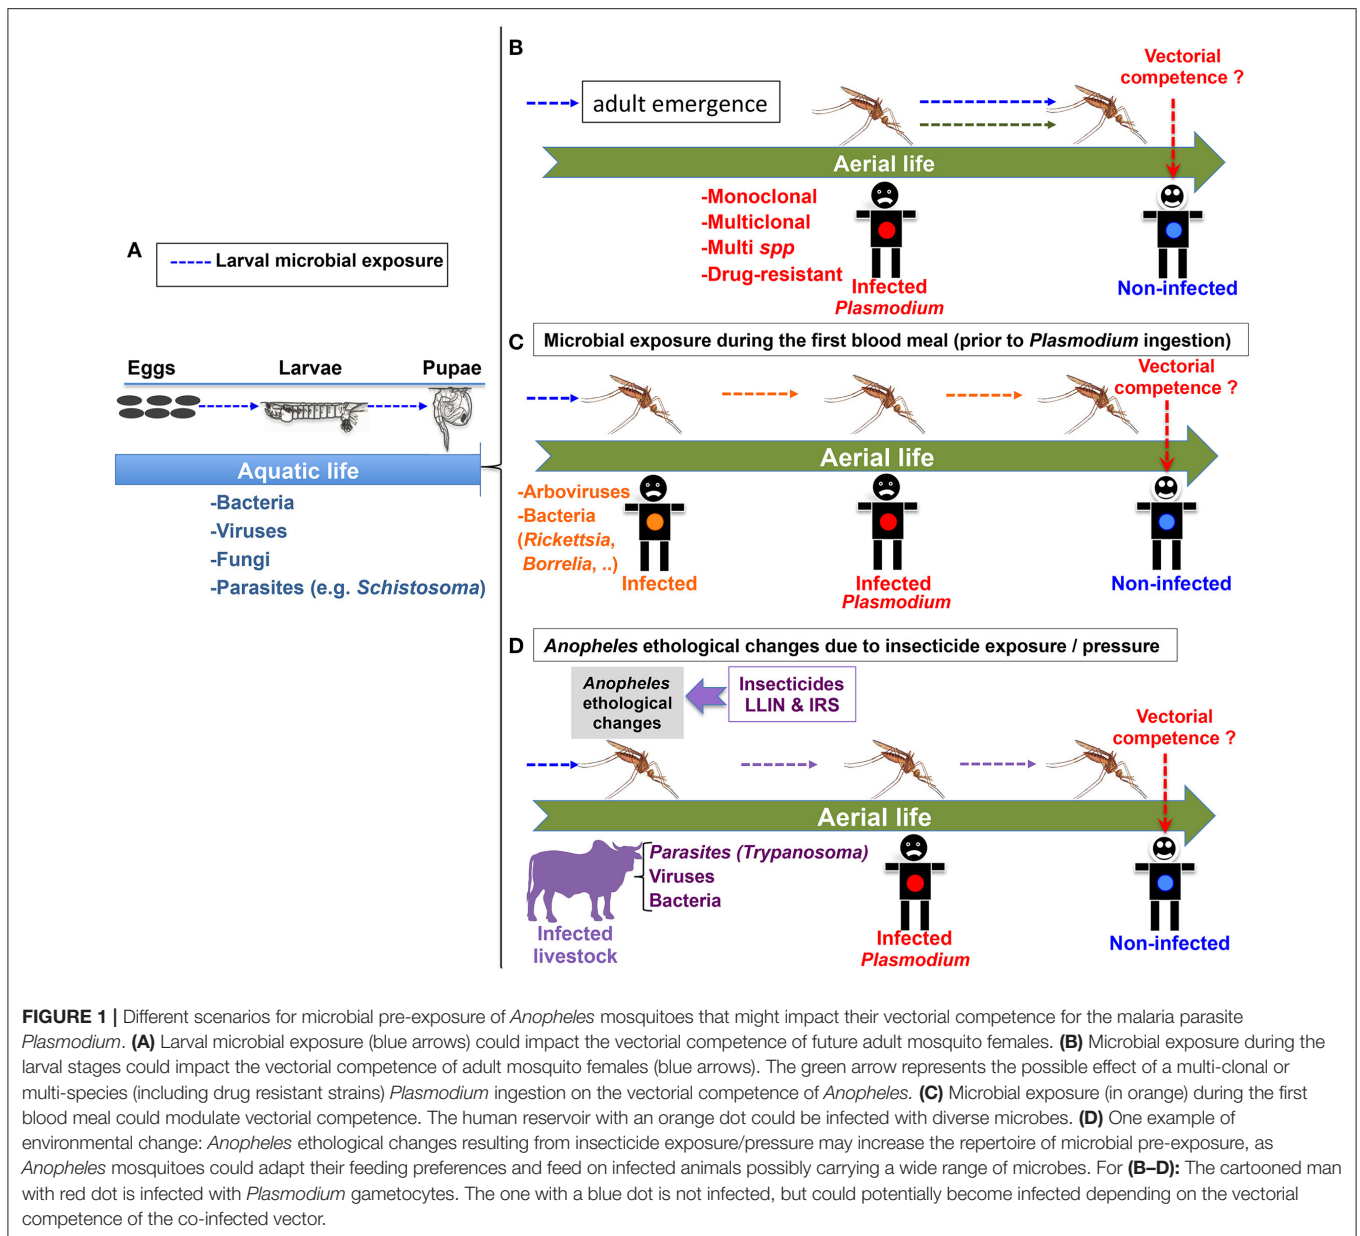 A
Larval microbial exposure
Eggs
Larvae
Pupae
Aquatic life
-Bacteria
-Viruses
-Fungi
-Parasites (e.g. Schistosoma)
B
adult emergence
Vectorial
competence ?
Aerial life
-Monoclonal
-Multiclonal
-Multi spp
-Drug-resistant
Infected
Plasmodium
Non-infected
C
Microbial exposure during the first blood meal (prior to Plasmodium ingestion)
Vectorial
competence ?
Aerial life
-Arboviruses
-Bacteria
(Rickettsia,
Borrelia, ..)
Infected
Infected
Plasmodium
Non-infected
D
Anopheles ethological changes due to insecticide exposure / pressure
Anopheles
ethological
changes
Insecticides
LLIN & IRS
Vectorial
competence ?
Aerial life
Parasites (Trypanosoma)
Viruses
Bacteria
Infected
livestock
Infected
Plasmodium
Non-infected
FIGURE 1 | Different scenarios for microbial pre-exposure of Anopheles mosquitoes that might impact their vectorial competence for the malaria parasite
Plasmodium. (A) Larval microbial exposure (blue arrows) could impact the vectorial competence of future adult mosquito females. (B) Microbial exposure during the
larval stages could impact the vectorial competence of adult mosquito females (blue arrows). The green arrow represents the possible effect of a multi-clonal or
multi-species (including drug resistant strains) Plasmodium ingestion on the vectorial competence of Anopheles. (C) Microbial exposure (in orange) during the first
blood meal could modulate vectorial competence. The human reservoir with an orange dot could be infected with diverse microbes. (D) One example of
environmental change: Anopheles ethological changes resulting from insecticide exposure/pressure may increase the repertoire of microbial pre-exposure, as
Anopheles mosquitoes could adapt their feeding preferences and feed on infected animals possibly carrying a wide range of microbes. For (B–D): The cartooned man
with red dot is infected with Plasmodium gametocytes. The one with a blue dot is not infected, but could potentially become infected depending on the vectorial
competence of the co-infected vector.